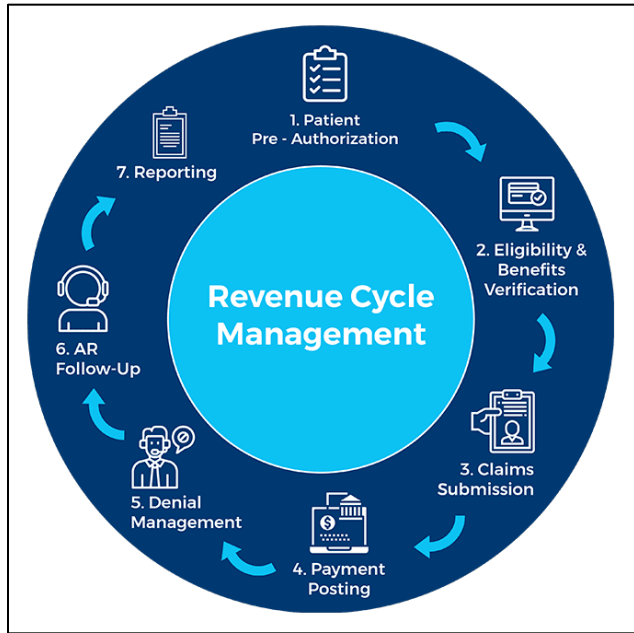 Revenue Cycle
Management
1. Patient
Pre - Authorization
2. Eligibility &
Benefits
Verification
3. Claims
Submission
4. Payment
Posting
5. Denial
Management
6. AR
Follow-Up
7. Reporting